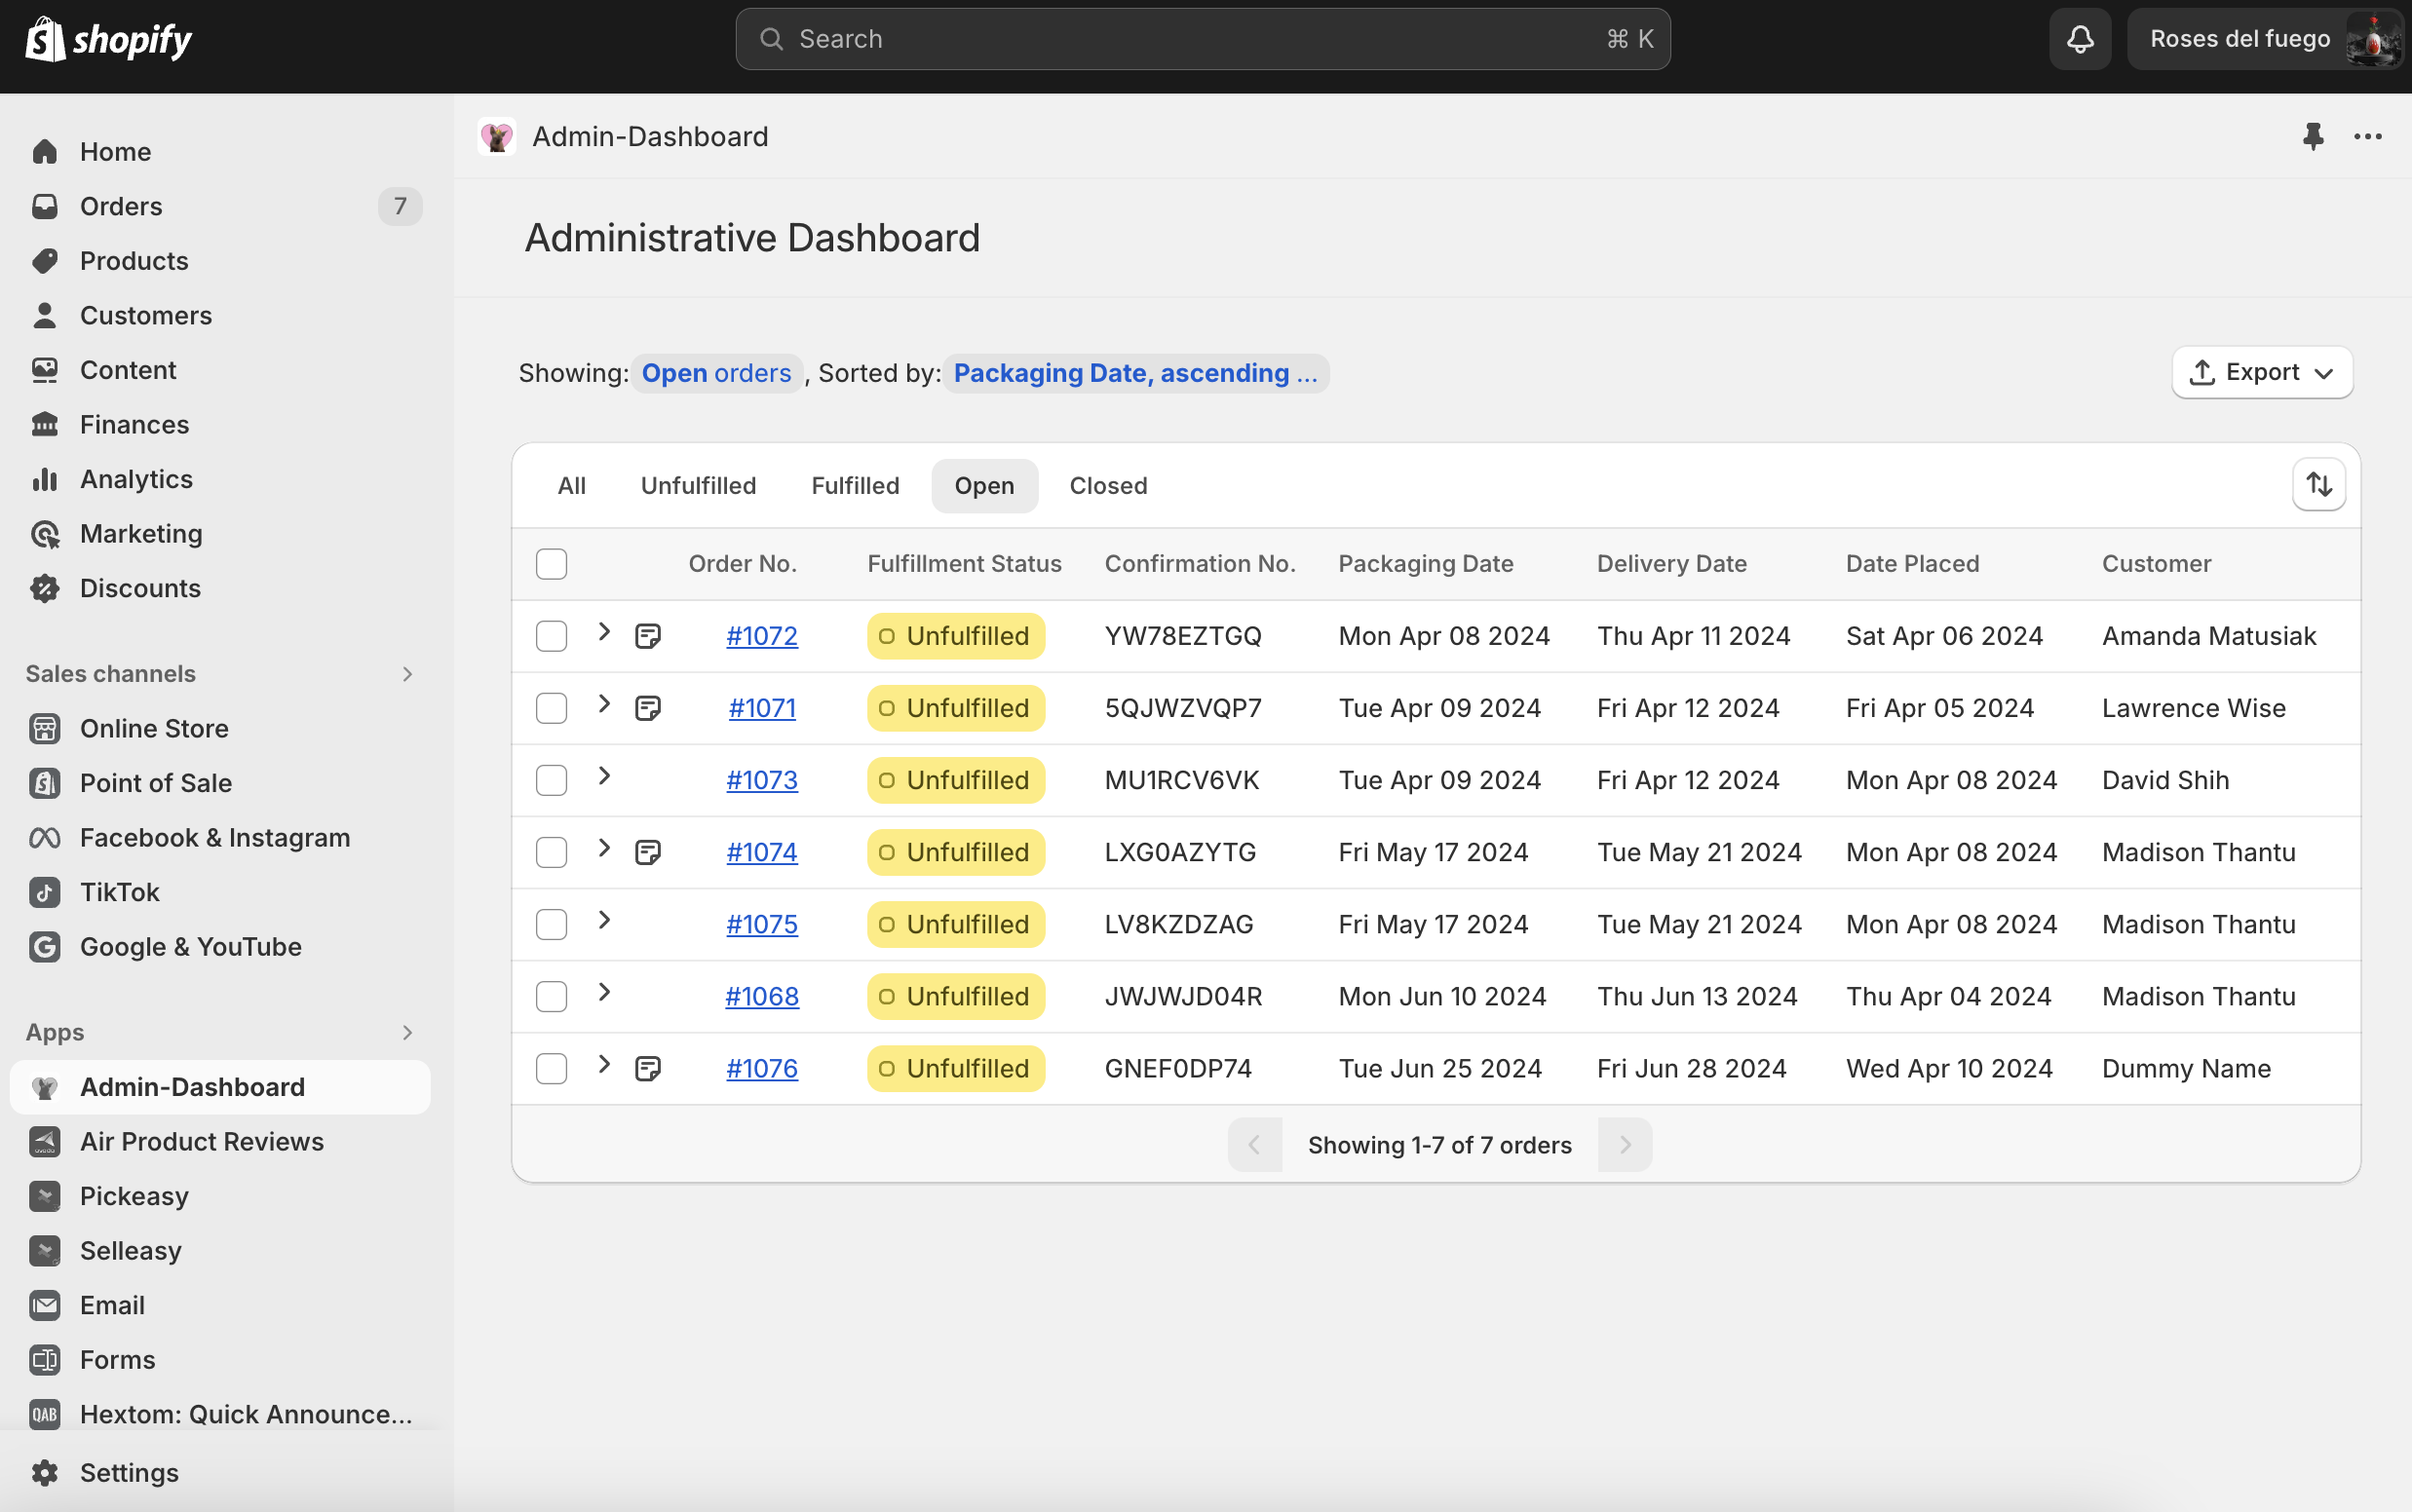 shopify
Search
⌘ K
Roses del fuego
Home
Orders 7
Products
Customers
Content
Finances
Analytics
Marketing
Discounts
Sales channels
Online Store
Point of Sale
Facebook & Instagram
TikTok
Google & YouTube
Apps
Admin-Dashboard
Air Product Reviews
Pickeasy
Selleasy
Email
Forms
QAB Hextom: Quick Announce...
Settings
Admin-Dashboard
Administrative Dashboard
Showing: Open orders , Sorted by: Packaging Date, ascending ...
Export
All Unfulfilled Fulfilled Open Closed
Order No. Fulfillment Status Confirmation No. Packaging Date Delivery Date Date Placed Customer
#1072 Unfulfilled YW78EZTGQ Mon Apr 08 2024 Thu Apr 11 2024 Sat Apr 06 2024 Amanda Matusiak
#1071 Unfulfilled 5QJWZVQP7 Tue Apr 09 2024 Fri Apr 12 2024 Fri Apr 05 2024 Lawrence Wise
#1073 Unfulfilled MU1RCV6VK Tue Apr 09 2024 Fri Apr 12 2024 Mon Apr 08 2024 David Shih
#1074 Unfulfilled LXG0AZYTG Fri May 17 2024 Tue May 21 2024 Mon Apr 08 2024 Madison Thantu
#1075 Unfulfilled LV8KZDZAG Fri May 17 2024 Tue May 21 2024 Mon Apr 08 2024 Madison Thantu
#1068 Unfulfilled JWJWJD04R Mon Jun 10 2024 Thu Jun 13 2024 Thu Apr 04 2024 Madison Thantu
#1076 Unfulfilled GNEF0DP74 Tue Jun 25 2024 Fri Jun 28 2024 Wed Apr 10 2024 Dummy Name
Showing 1-7 of 7 orders